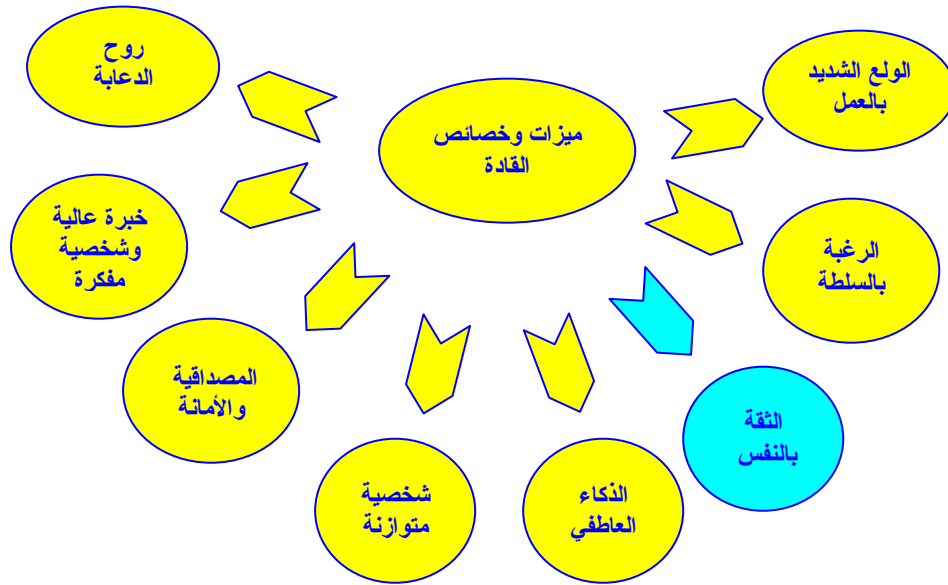 ميزات وخصائص
القادة
الولع الشديد
بالعمل
الرغبة
بالسلطة
الثقة
بالنفس
الذكاء
العاطفي
شخصية
متوازنة
المصداقية
والأمانة
خبرة عالية
وشخصية
مفكرة
روح
الدعابة